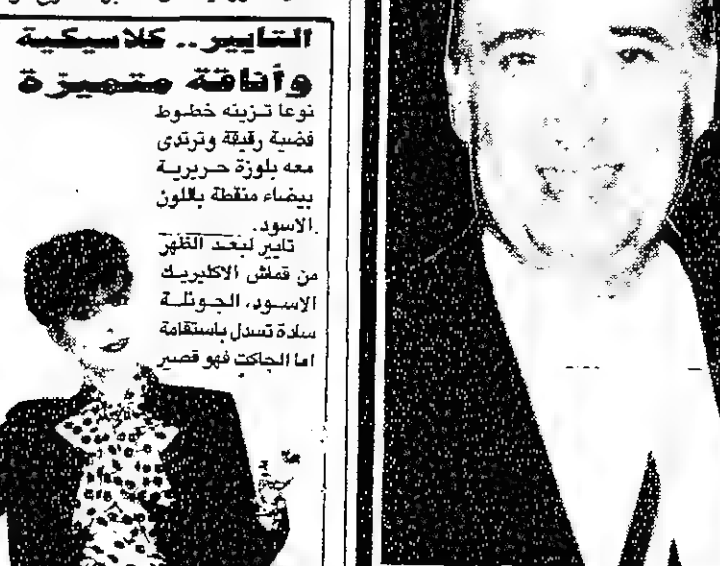 التايير.. كلاسيكية
وأناقة متميزة
نوعا تزينه خطوط
فضية رقيقة وترتدى
معه بلوزة حريرية
بيضاء منقطة باللون
الاسود.
تايير لبعد الظهر
من قماش الاكليريك
الاسود، الجونلة
سادة تسدل باستقامة
اما الجاكت فهو قصير